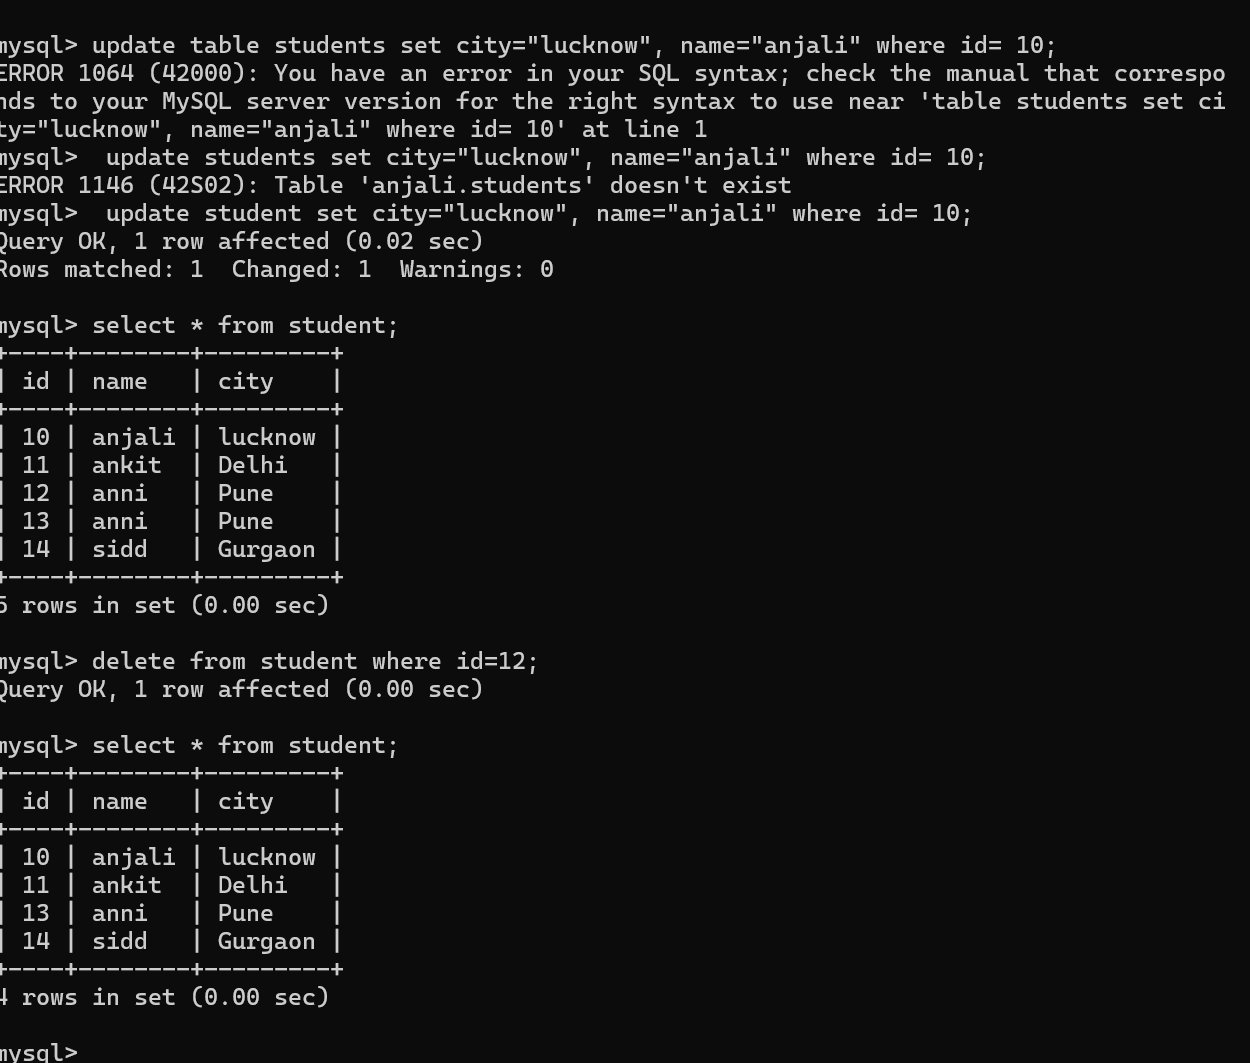 mysql> update table students set city="lucknow", name="anjali" where id= 10;
ERROR 1064 (42000): You have an error in your SQL syntax; check the manual that correspo
nds to your MySQL server version for the right syntax to use near 'table students set ci
ty="lucknow", name="anjali" where id= 10' at line 1
mysql>  update students set city="lucknow", name="anjali" where id= 10;
ERROR 1146 (42S02): Table 'anjali.students' doesn't exist
mysql>  update student set city="lucknow", name="anjali" where id= 10;
Query OK, 1 row affected (0.02 sec)
Rows matched: 1  Changed: 1  Warnings: 0

mysql> select * from student;
+----+--------+---------+
| id | name   | city    |
+----+--------+---------+
| 10 | anjali | lucknow |
| 11 | ankit  | Delhi   |
| 12 | anni   | Pune    |
| 13 | anni   | Pune    |
| 14 | sidd   | Gurgaon |
+----+--------+---------+
5 rows in set (0.00 sec)

mysql> delete from student where id=12;
Query OK, 1 row affected (0.00 sec)

mysql> select * from student;
+----+--------+---------+
| id | name   | city    |
+----+--------+---------+
| 10 | anjali | lucknow |
| 11 | ankit  | Delhi   |
| 13 | anni   | Pune    |
| 14 | sidd   | Gurgaon |
+----+--------+---------+
4 rows in set (0.00 sec)

mysql>